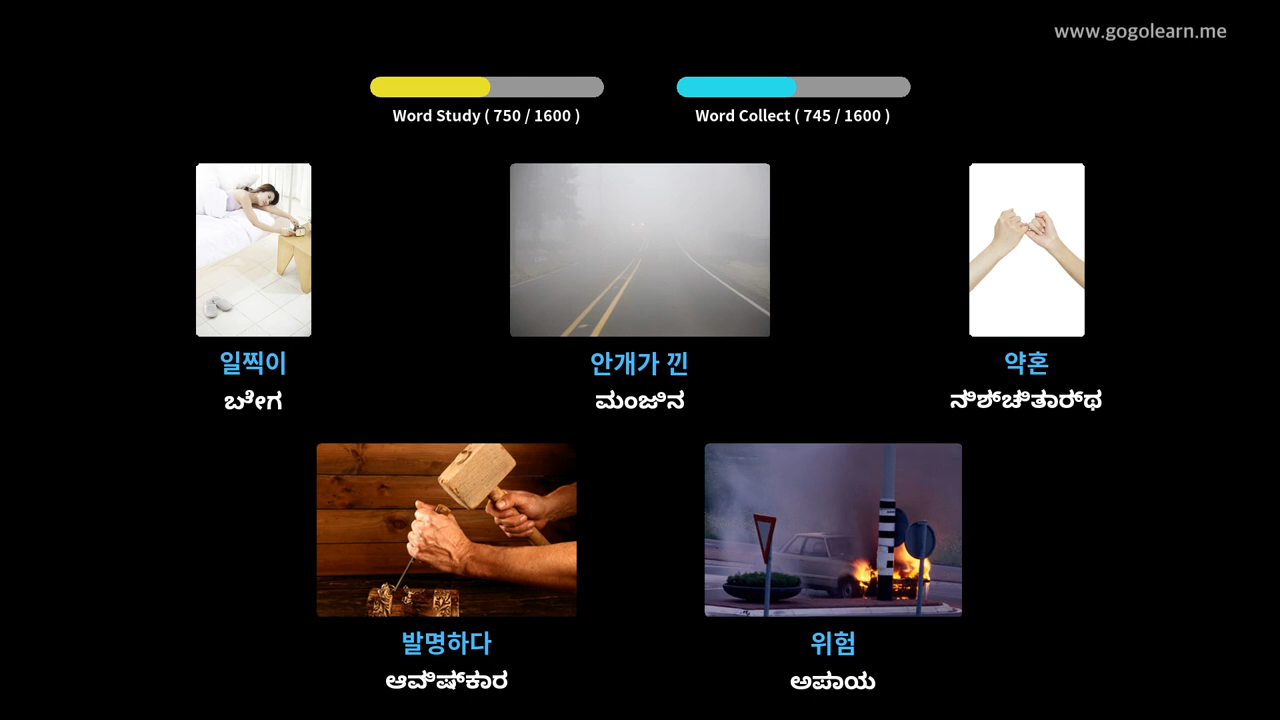 www.gogolearn.me
Word Study ( 750 / 1600 )
Word Collect ( 745 / 1600 )
일찍이
ಬೇಗ
안개가 낀
ಮಂಜಿನ
약혼
ನಿಶ್ಚಿತಾರ್ಥ
발명하다
ಆವಿಷ್ಕಾರ
위험
ಅಪಾಯ